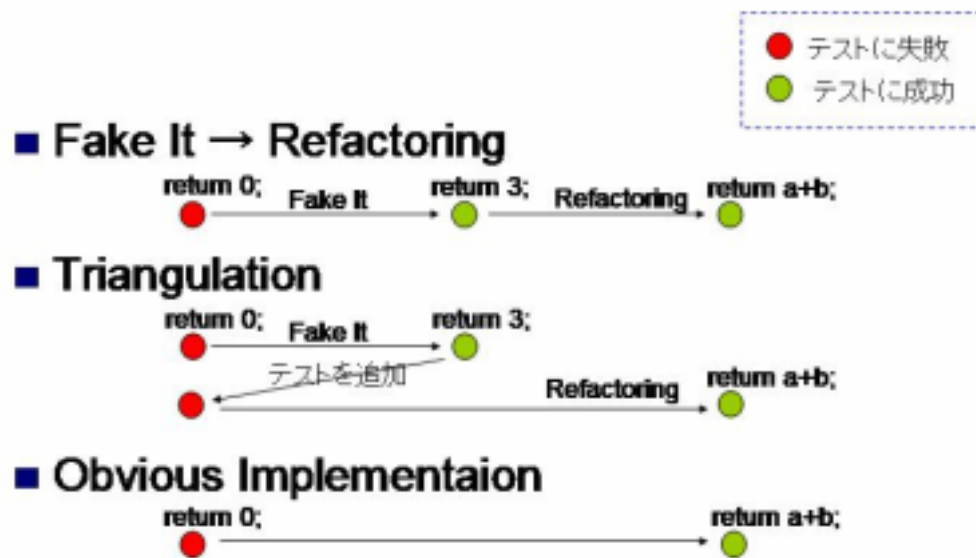 テストに失敗
テストに成功
Fake It → Refactoring
return 0;
Fake It
return 3;
Refactoring
return a+b;
Triangulation
return 0;
Fake It
return 3;
テストを追加
Refactoring
return a+b;
Obvious Implementaion
return 0;
return a+b;